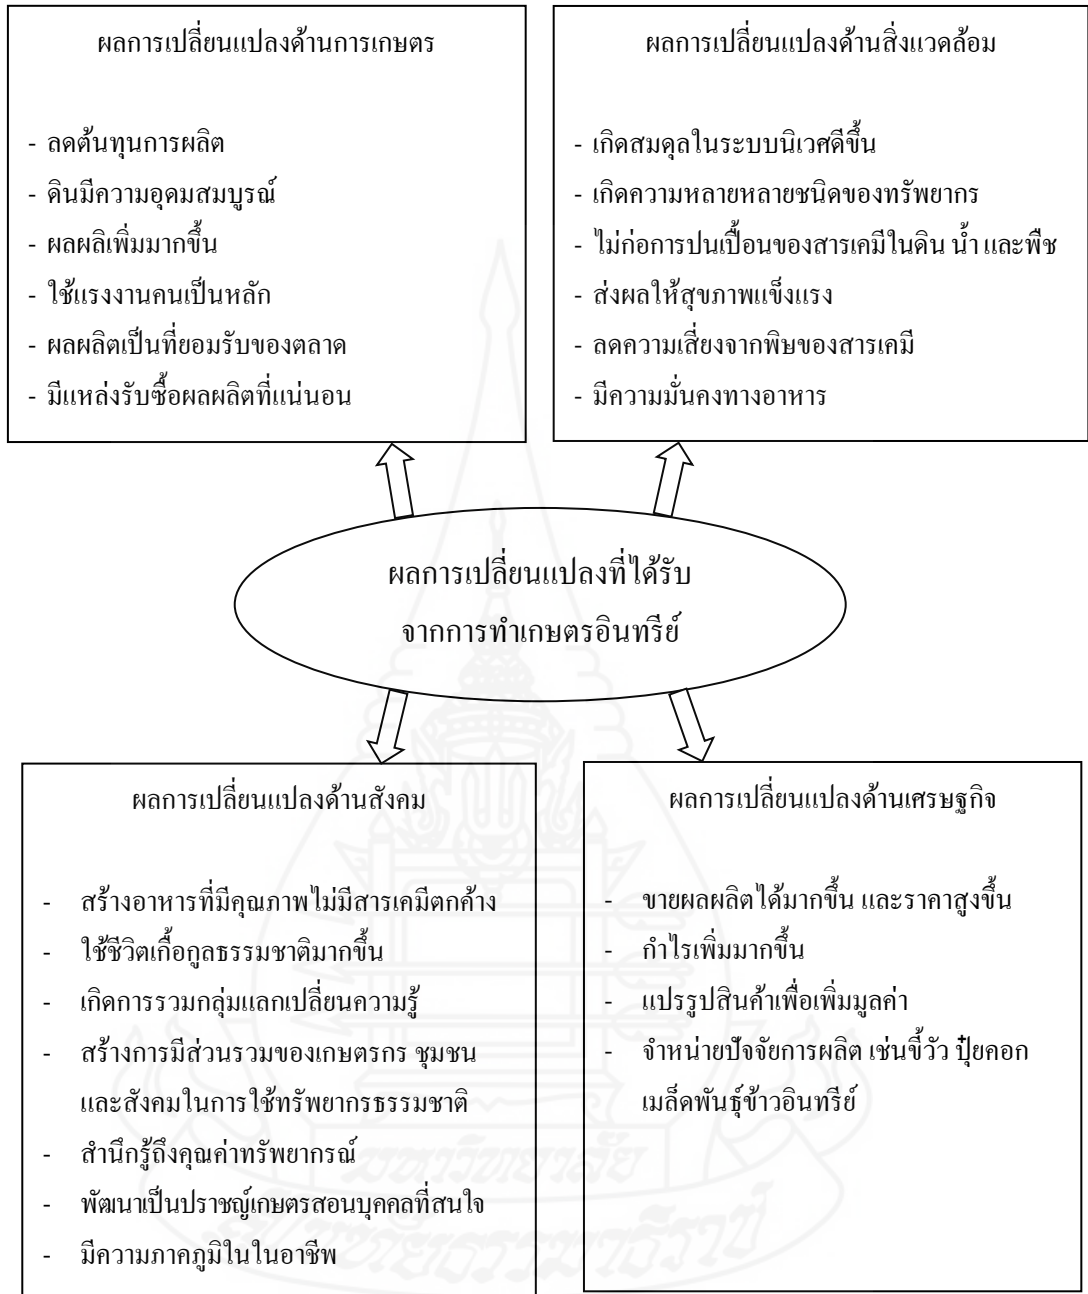 ผลการเปลี่ยนแปลงด้านการเกษตร
- ลดต้นทุนการผลิต
- ดินมีความอุดมสมบูรณ์
- ผลผลิเพิ่มมากขึ้น
- ใช้แรงงานคนเป็นหลัก
- ผลผลิตเป็นที่ยอมรับของตลาด
- มีแหล่งรับซื้อผลผลิตที่แน่นอน
ผลการเปลี่ยนแปลงด้านสิ่งแวดล้อม
- เกิดสมดุลในระบบนิเวศดีขึ้น
- เกิดความหลายหลายชนิดของทรัพยากร
- ไม่ก่อการปนเปื้อนของสารเคมีในดิน น้ำ และพืช
- ส่งผลให้สุขภาพแข็งแรง
- ลดความเสี่ยงจากพิษของสารเคมี
- มีความมั่นคงทางอาหาร
ผลการเปลี่ยนแปลงที่ได้รับ
จากการทำเกษตรอินทรีย์
ผลการเปลี่ยนแปลงด้านสังคม
- สร้างอาหารที่มีคุณภาพไม่มีสารเคมีตกค้าง
- ใช้ชีวิตเกื้อกูลธรรมชาติมากขึ้น
- เกิดการรวมกลุ่มแลกเปลี่ยนความรู้
- สร้างการมีส่วนรวมของเกษตรกร ชุมชน
และสังคมในการใช้ทรัพยากรธรรมชาติ
- สำนึกรู้ถึงคุณค่าทรัพยากรณ์
- พัฒนาเป็นปราชญ์เกษตรสอนบุคคลที่สนใจ
- มีความภาคภูมิในในอาชีพ
ผลการเปลี่ยนแปลงด้านเศรษฐกิจ
- ขายผลผลิตได้มากขึ้น และราคาสูงขึ้น
- กำไรเพิ่มมากขึ้น
- แปรรูปสินค้าเพื่อเพิ่มมูลค่า
- จำหน่ายปัจจัยการผลิต เช่นขี้วัว ปุ๋ยคอก
เมล็ดพันธุ์ข้าวอินทรีย์
มหาวิทยาลัย
สุโขทัยธรรมาธิราช